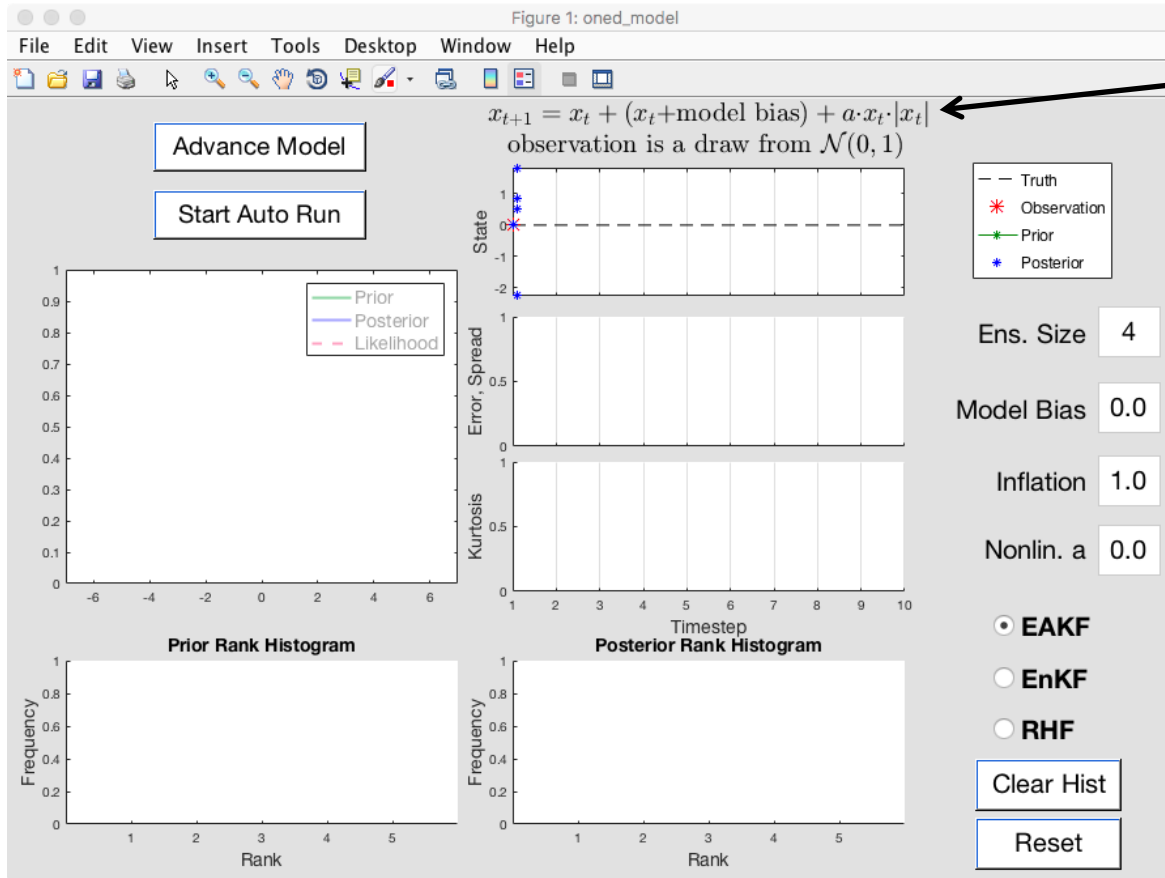 Figure 1: oned_model
File Edit View Insert Tools Desktop Window Help
x_{t+1} = x_t + (x_t+model bias) + a·x_t·|x_t|
observation is a draw from 𝒩(0, 1)
Advance Model
Start Auto Run
State
1
0
-1
-2
Truth
Observation
Prior
Posterior
1
0.9
0.8
0.7
0.6
0.5
0.4
0.3
0.2
0.1
0
-6 -4 -2 0 2 4 6
Prior
Posterior
Likelihood
Error, Spread
1
0.5
0
Kurtosis
1
0.5
0
1 2 3 4 5 6 7 8 9 10
Timestep
Ens. Size 4
Model Bias 0.0
Inflation 1.0
Nonlin. a 0.0
EAKF
EnKF
RHF
Clear Hist
Reset
Prior Rank Histogram
Frequency
1
0.8
0.6
0.4
0.2
0
1 2 3 4 5
Rank
Posterior Rank Histogram
Frequency
1
0.8
0.6
0.4
0.2
0
1 2 3 4 5
Rank